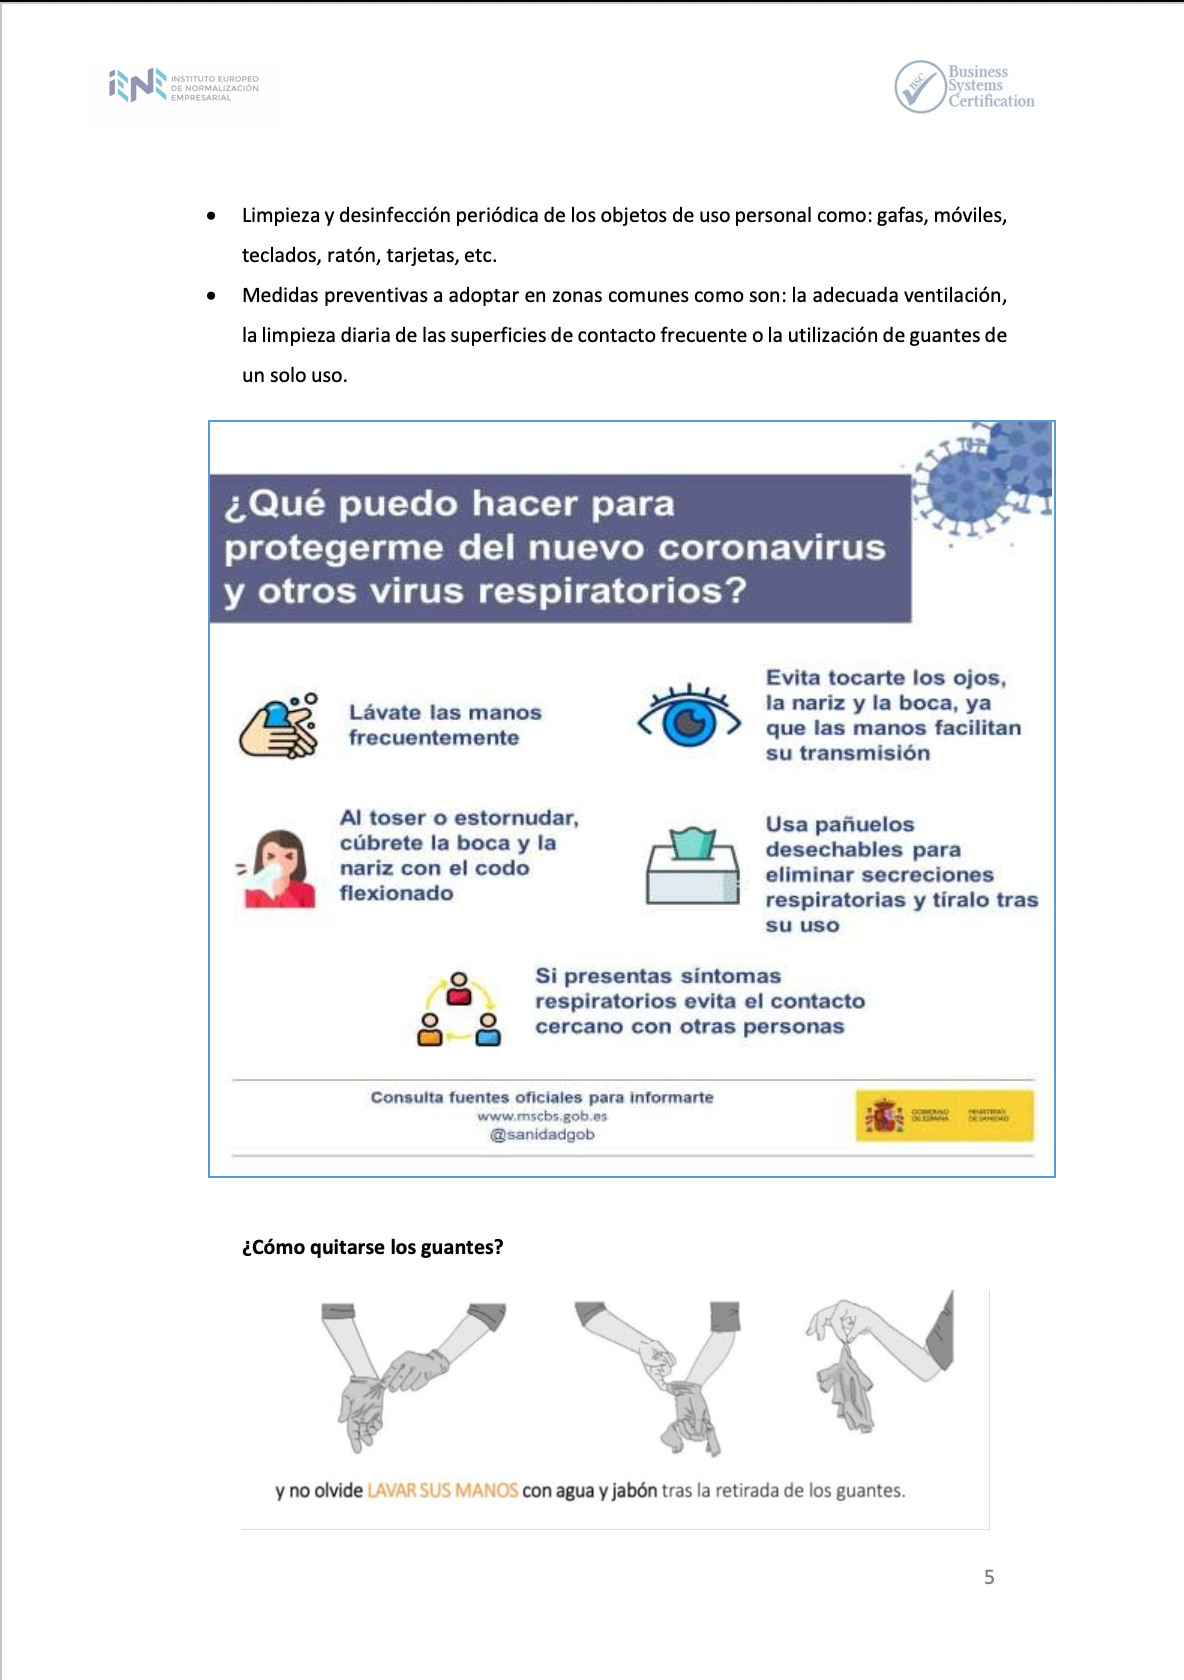 INSTITUTO EUROPEO
DE NORMALIZACIÓN
EMPRESARIAL
BSC
Business
Systems
Certification
• Limpieza y desinfección periódica de los objetos de uso personal como: gafas, móviles,
teclados, ratón, tarjetas, etc.
• Medidas preventivas a adoptar en zonas comunes como son: la adecuada ventilación,
la limpieza diaria de las superficies de contacto frecuente o la utilización de guantes de
un solo uso.
¿Qué puedo hacer para
protegerme del nuevo coronavirus
y otros virus respiratorios?
Lávate las manos
frecuentemente
Evita tocarte los ojos,
la nariz y la boca, ya
que las manos facilitan
su transmisión
Al toser o estornudar,
cúbrete la boca y la
nariz con el codo
flexionado
Usa pañuelos
desechables para
eliminar secreciones
respiratorias y tíralo tras
su uso
Si presentas síntomas
respiratorios evita el contacto
cercano con otras personas
Consulta fuentes oficiales para informarte
www.mscbs.gob.es
@sanidadgob
GOBIERNO
DE ESPAÑA
MINISTERIO
DE SANIDAD
¿Cómo quitarse los guantes?
y no olvide LAVAR SUS MANOS con agua y jabón tras la retirada de los guantes.
5